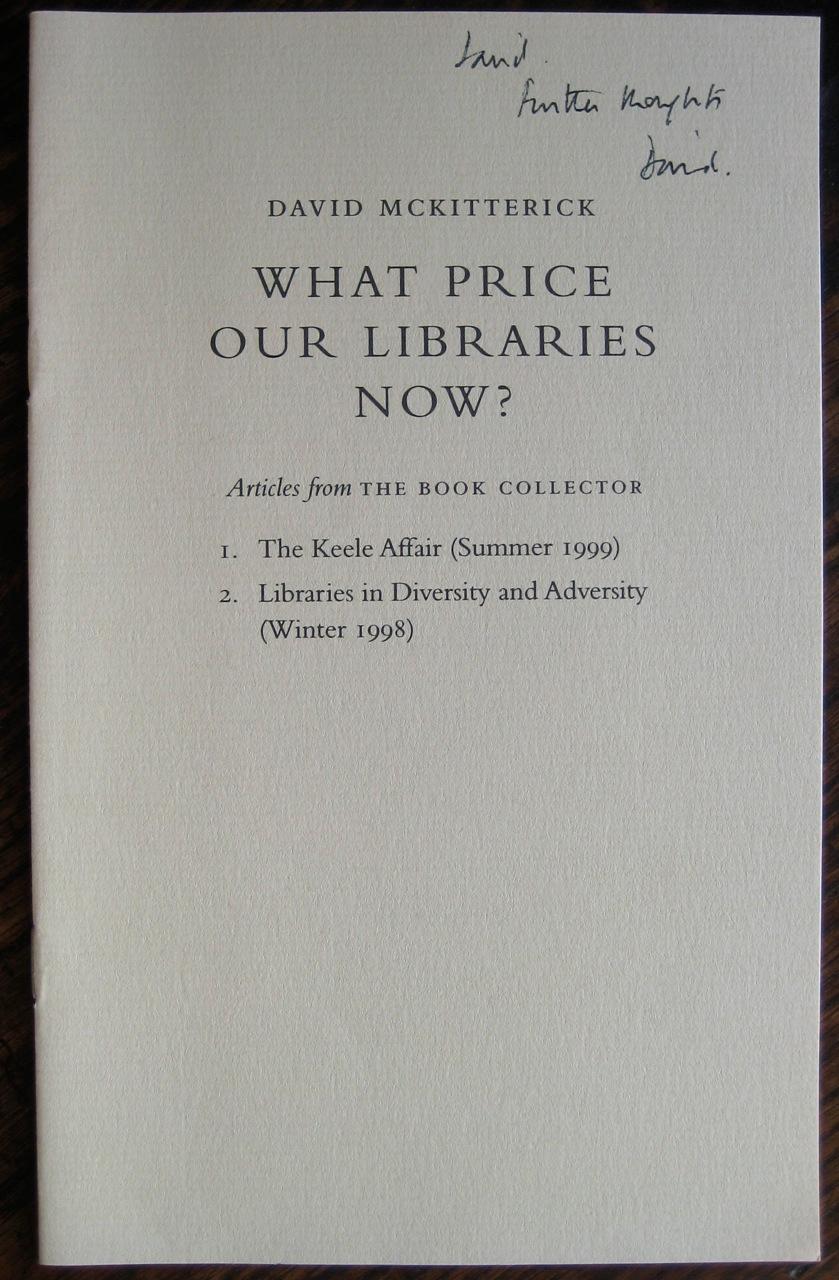 David.
further thoughts
David.
DAVID MCKITTERICK
WHAT PRICE
OUR LIBRARIES
NOW?
Articles from THE BOOK COLLECTOR
1. The Keele Affair (Summer 1999)
2. Libraries in Diversity and Adversity
(Winter 1998)